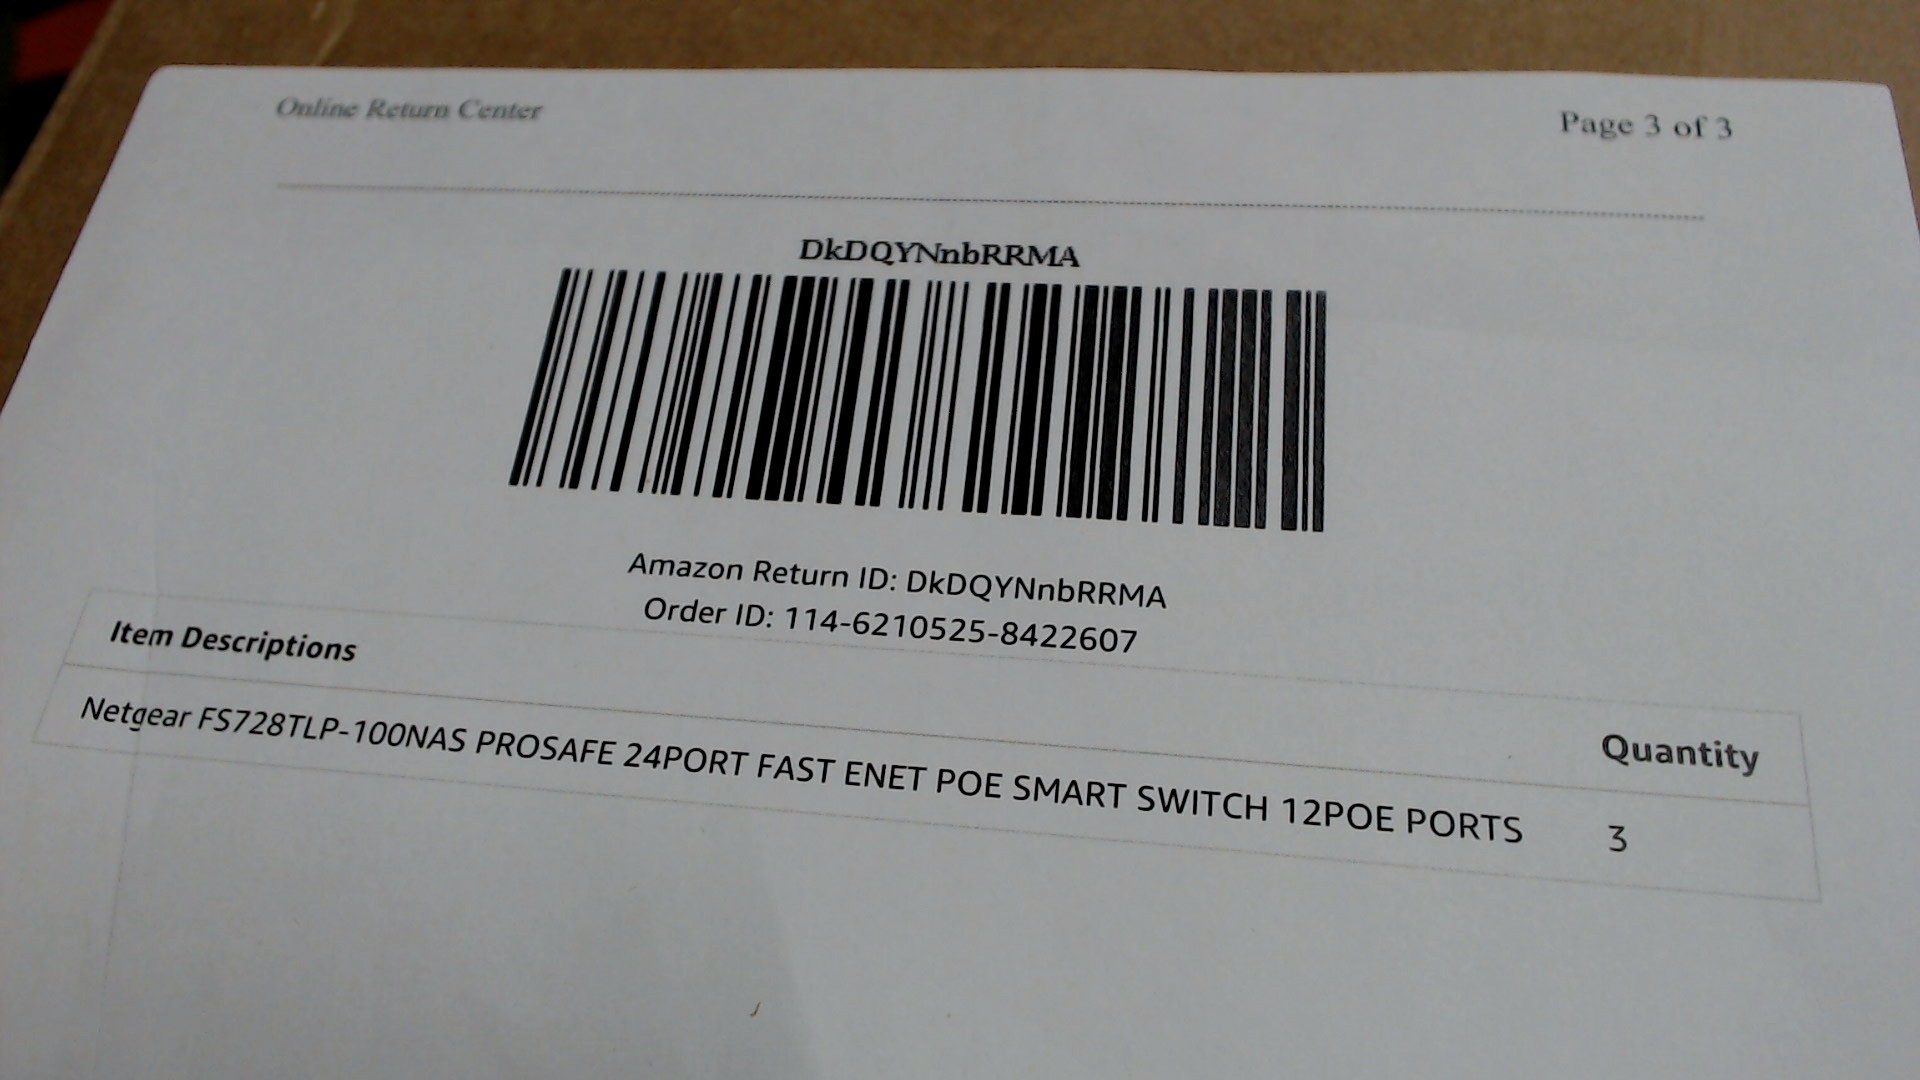 Online Return Center
Page 3 of 3
DkDQYNnbRRMA
Amazon Return ID: DkDQYNnbRRMA
Order ID: 114-6210525-8422607
Item Descriptions
Quantity
Netgear FS728TLP-100NAS PROSAFE 24PORT FAST ENET POE SMART SWITCH 12POE PORTS
3